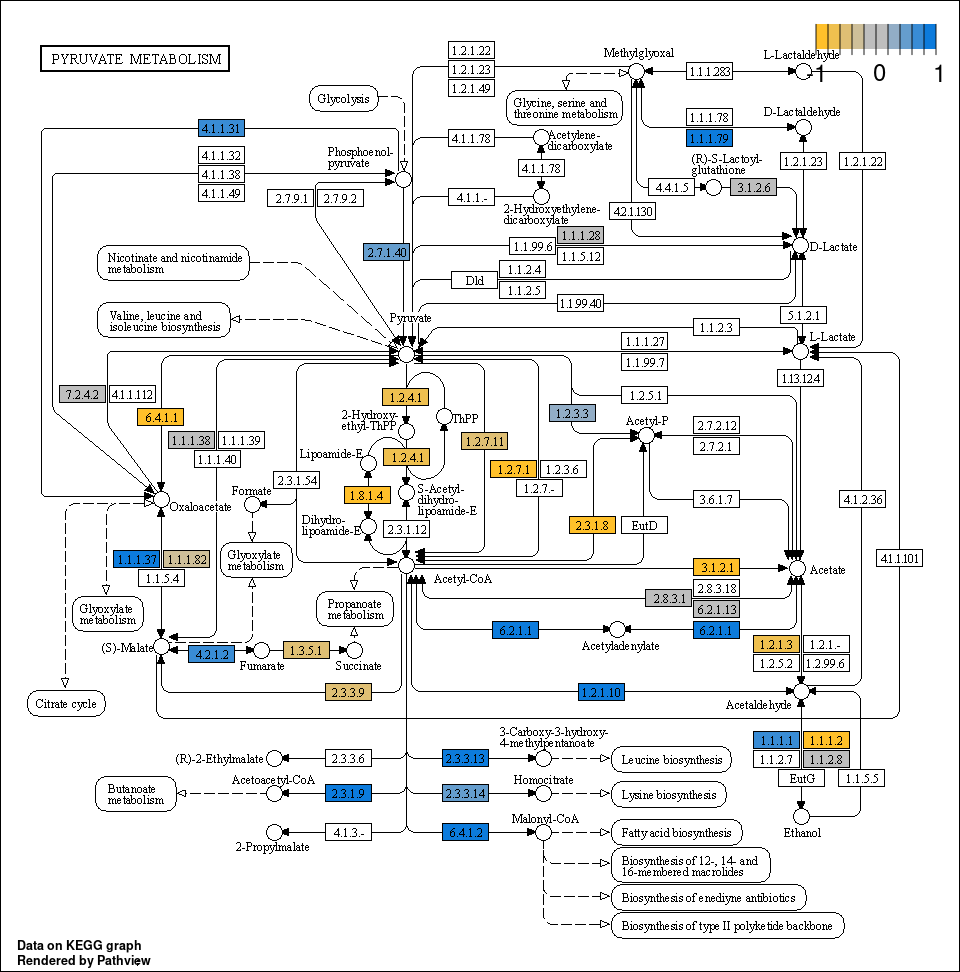 PYRUVATE METABOLISM
-1 0 1
1.2.1.22
1.2.1.23
1.2.1.49
Methylglyoxal
1.1.1.283
L-Lactaldehyde
Glycolysis
Glycine, serine and
threonine metabolism
1.1.1.78
1.1.1.79
D-Lactaldehyde
4.1.1.31
4.1.1.32
4.1.1.38
4.1.1.49
Phosphoenol-
pyruvate
4.1.1.78
Acetylene-
dicarboxylate
4.1.1.78
(R)-S-Lactoyl-
glutathione
1.2.1.23
1.2.1.22
2.7.9.1
2.7.9.2
4.1.1.-
2-Hydroxyethylene-
dicarboxylate
4.4.1.5
3.1.2.6
4.2.1.130
2.7.1.40
1.1.1.28
1.1.99.6
1.1.5.12
D-Lactate
Nicotinate and nicotinamide
metabolism
Dld
1.1.2.4
1.1.2.5
1.1.99.40
Valine, leucine and
isoleucine biosynthesis
Pyruvate
5.1.2.1
1.1.2.3
L-Lactate
1.1.1.27
1.1.99.7
1.13.12.4
7.2.4.2
4.1.1.112
6.4.1.1
1.2.4.1
1.2.5.1
1.2.3.3
2-Hydroxy-
ethyl-ThPP
ThPP
Acetyl-P
2.7.2.12
2.7.2.1
1.1.1.38
1.1.1.39
1.1.1.40
1.2.7.11
Lipoamide-E
1.2.4.1
1.2.7.1
1.2.3.6
1.2.7.-
2.3.1.54
Formate
1.8.1.4
S-Acetyl-
dihydro-
lipoamide-E
3.6.1.7
4.1.2.36
Oxaloacetate
Dihydro-
lipoamide-E
2.3.1.12
2.3.1.8
EutD
1.1.1.37
1.1.1.82
1.1.5.4
Glyoxylate
metabolism
4.1.1.101
Acetyl-CoA
3.1.2.1
Acetate
2.8.3.18
2.8.3.1
6.2.1.13
Glyoxylate
metabolism
Propanoate
metabolism
6.2.1.1
6.2.1.1
Acetyladenylate
(S)-Malate
4.2.1.2
Fumarate
1.3.5.1
Succinate
1.2.1.3
1.2.1.-
1.2.5.2
1.2.99.6
2.3.3.9
1.2.1.10
Acetaldehyde
Citrate cycle
(R)-2-Ethylmalate
2.3.3.6
2.3.3.13
3-Carboxy-3-hydroxy-
4-methylpentanoate
Leucine biosynthesis
1.1.1.1
1.1.1.2
1.1.2.7
1.1.2.8
EutG
1.1.5.5
Butanoate
metabolism
Acetoacetyl-CoA
2.3.1.9
2.3.3.14
Homocitrate
Lysine biosynthesis
Ethanol
2-Propylmalate
4.1.3.-
6.4.1.2
Malonyl-CoA
Fatty acid biosynthesis
Biosynthesis of 12-, 14- and
16-membered macrolides
Biosynthesis of enediyne antibiotics
Biosynthesis of type II polyketide backbone
Data on KEGG graph
Rendered by Pathview